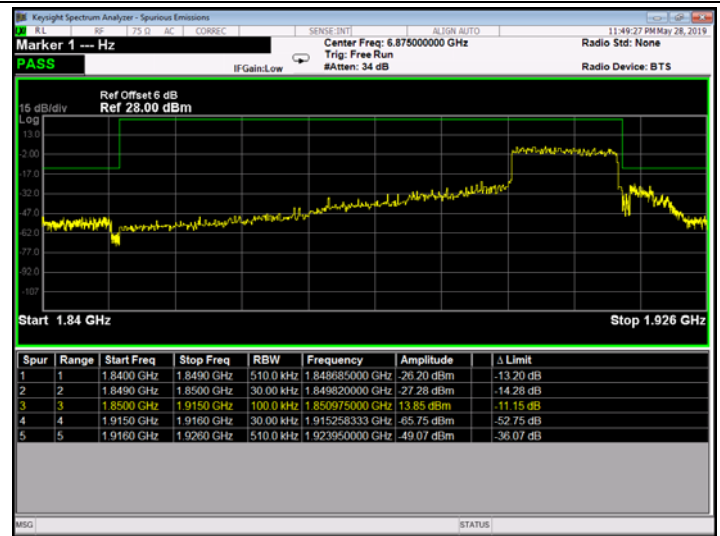 Keysight Spectrum Analyzer - Spurious Emissions
RL RF 75 Ω AC CORREC SENSE:INT ALIGN AUTO 11:49:27 PM May 28, 2019
Marker 1 --- Hz Center Freq: 6.875000000 GHz Radio Std: None
Trig: Free Run
PASS IFGain:Low #Atten: 34 dB Radio Device: BTS
Ref Offset 6 dB
15 dB/div Ref 28.00 dBm
Log
13.0
-2.00
-17.0
-32.0
-47.0
-62.0
-77.0
-92.0
-107
Start 1.84 GHz Stop 1.926 GHz
Spur Range Start Freq Stop Freq RBW Frequency Amplitude Δ Limit
1 1 1.8400 GHz 1.8490 GHz 510.0 kHz 1.848685000 GHz -26.20 dBm -13.20 dB
2 2 1.8490 GHz 1.8500 GHz 30.00 kHz 1.849820000 GHz -27.28 dBm -14.28 dB
3 3 1.8500 GHz 1.9150 GHz 100.0 kHz 1.850975000 GHz 13.85 dBm -11.15 dB
4 4 1.9150 GHz 1.9160 GHz 30.00 kHz 1.915258333 GHz -65.75 dBm -52.75 dB
5 5 1.9160 GHz 1.9260 GHz 510.0 kHz 1.923950000 GHz -49.07 dBm -36.07 dB
MSG STATUS